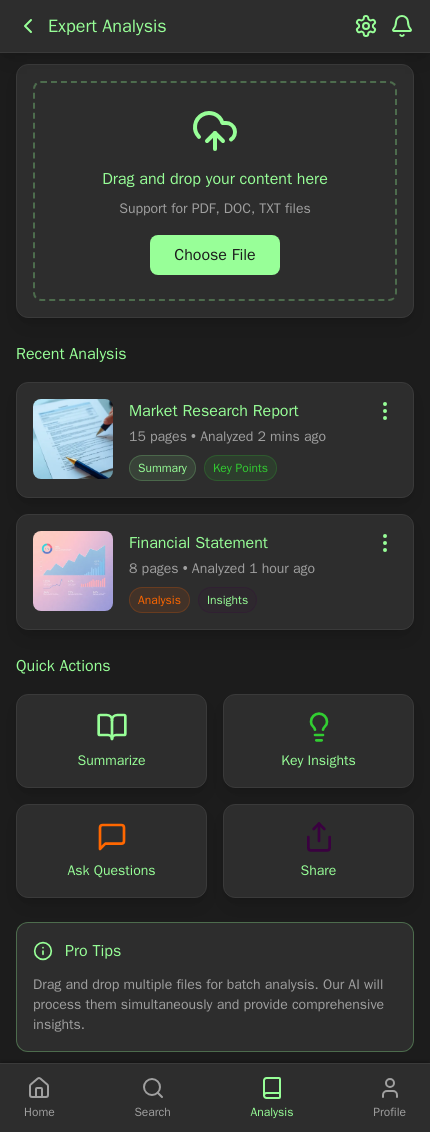 Expert Analysis
Drag and drop your content here
Support for PDF, DOC, TXT files
Choose File
Recent Analysis
Market Research Report
15 pages • Analyzed 2 mins ago
Summary Key Points
Financial Statement
8 pages • Analyzed 1 hour ago
Analysis Insights
Quick Actions
Summarize Key Insights
Ask Questions Share
Pro Tips
Drag and drop multiple files for batch analysis. Our AI will
process them simultaneously and provide comprehensive
insights.
Home Search Analysis Profile